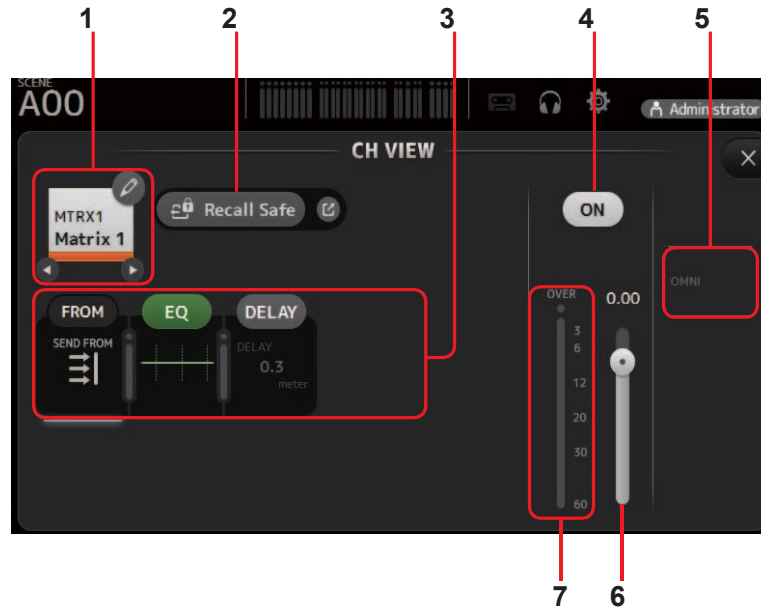 1 2 3 4 5
SCENE
A00
Administrator
CH VIEW
MTRX1
Matrix 1
Recall Safe
ON
OMNI
FROM EQ DELAY
SEND FROM
DELAY
0.3
meter
OVER 0.00
3
6
12
20
30
60
7 6